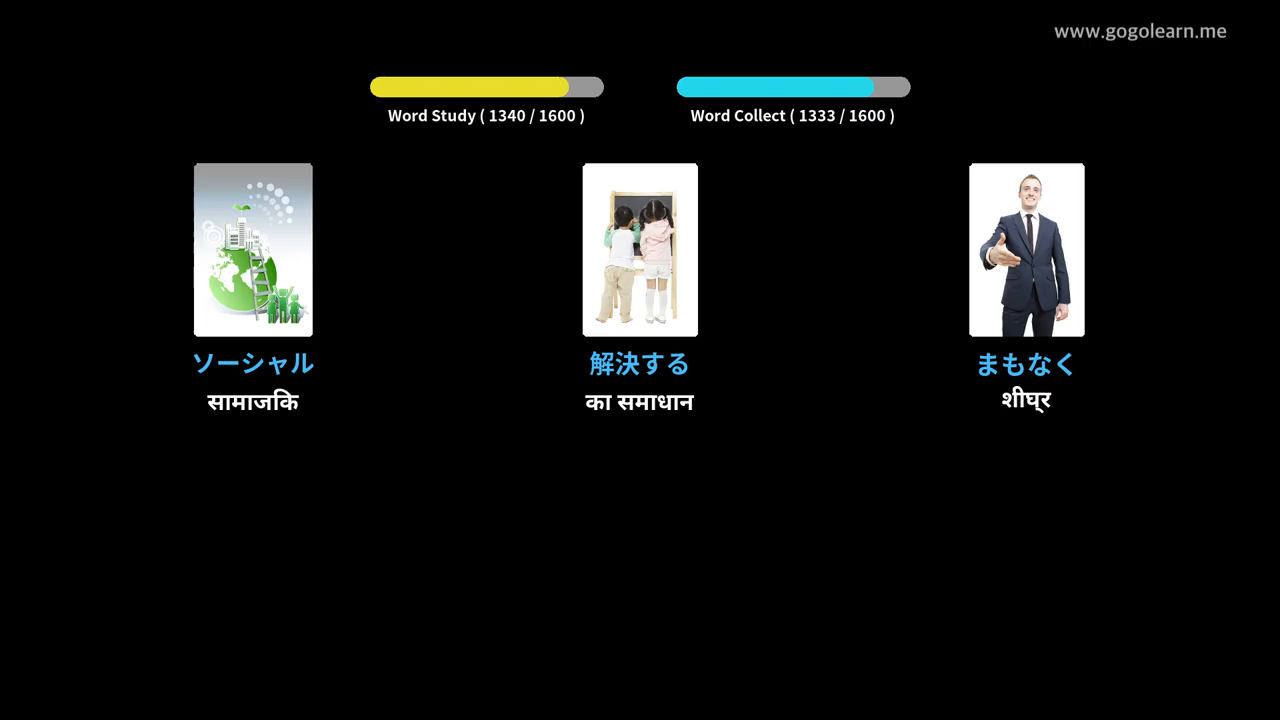 www.gogolearn.me
Word Study ( 1340 / 1600 )
Word Collect ( 1333 / 1600 )
ソーシャル
解決する
まもなく
सामाजकि
का समाधान
शीघ्र